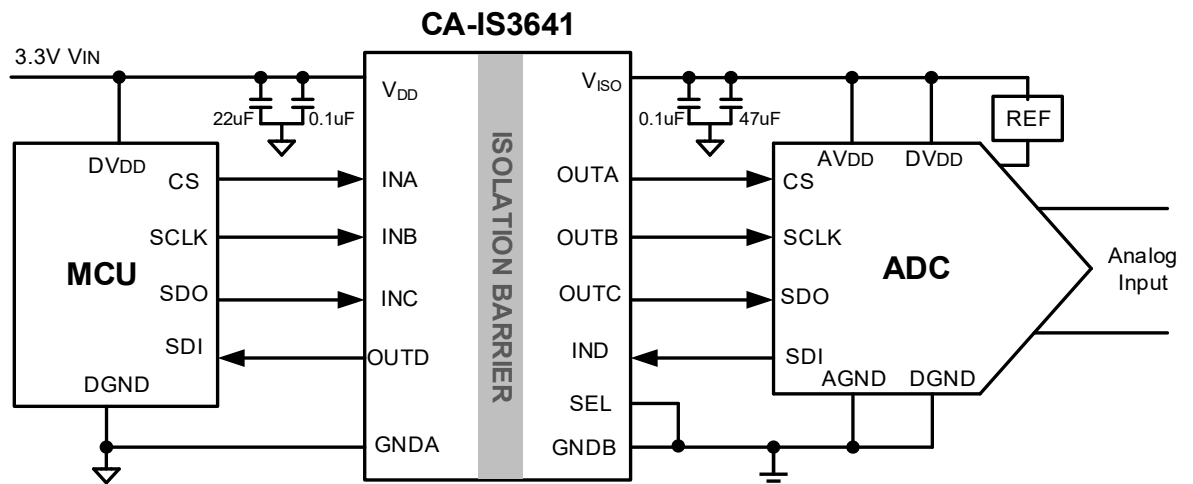 CA-IS3641
3.3V VIN
VDD
VISO
22uF
0.1uF
0.1uF
47uF
REF
DVDD
AVDD
DVDD
CS
INA
OUTA
CS
SCLK
INB
OUTB
SCLK
MCU
ISOLATION BARRIER
ADC
Analog
Input
SDO
INC
OUTC
SDO
SDI
OUTD
IND
SDI
DGND
AGND
DGND
SEL
GNDA
GNDB